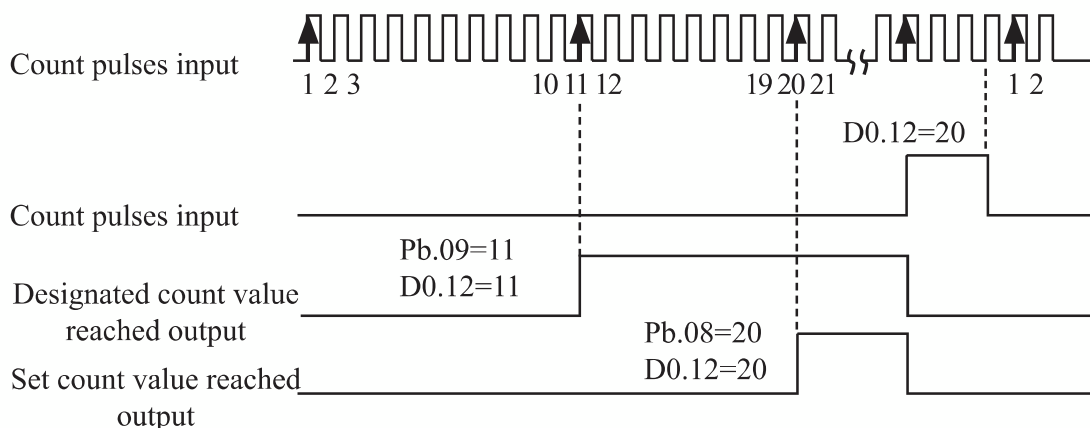 Count pulses input
1 2 3
10 11 12
19 20 21
1 2
D0.12=20
Count pulses input
Pb.09=11
D0.12=11
Designated count value
reached output
Pb.08=20
D0.12=20
Set count value reached
output